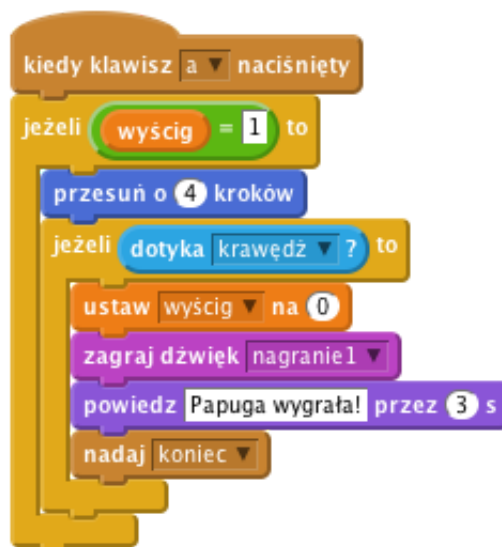 kiedy klawisz a naciśnięty
jeżeli wyścig = 1 to
przesuń o 4 kroków
jeżeli dotyka krawędź ? to
ustaw wyścig na 0
zagraj dźwięk nagranie1
powiedz Papuga wygrała! przez 3 s
nadaj koniec